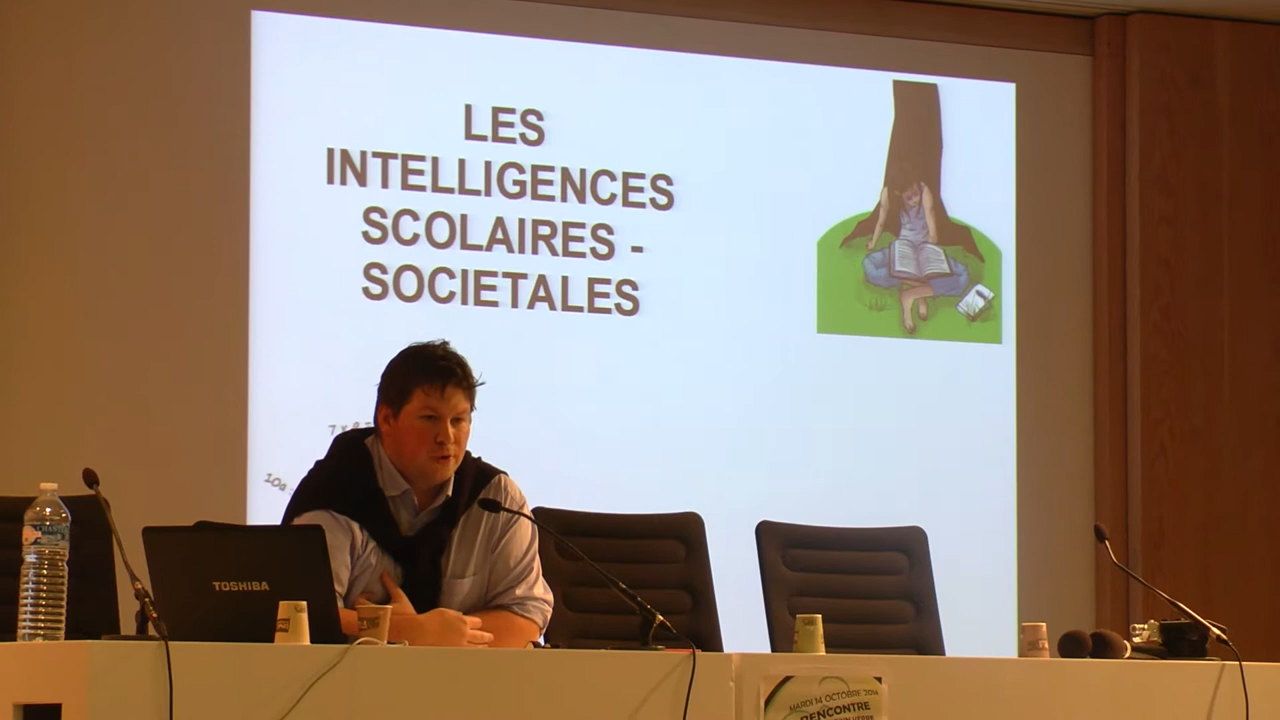 LES
INTELLIGENCES
SCOLAIRES -
SOCIETALES
TOSHIBA
MARDI 14 OCTOBRE 2014
RENCONTRE